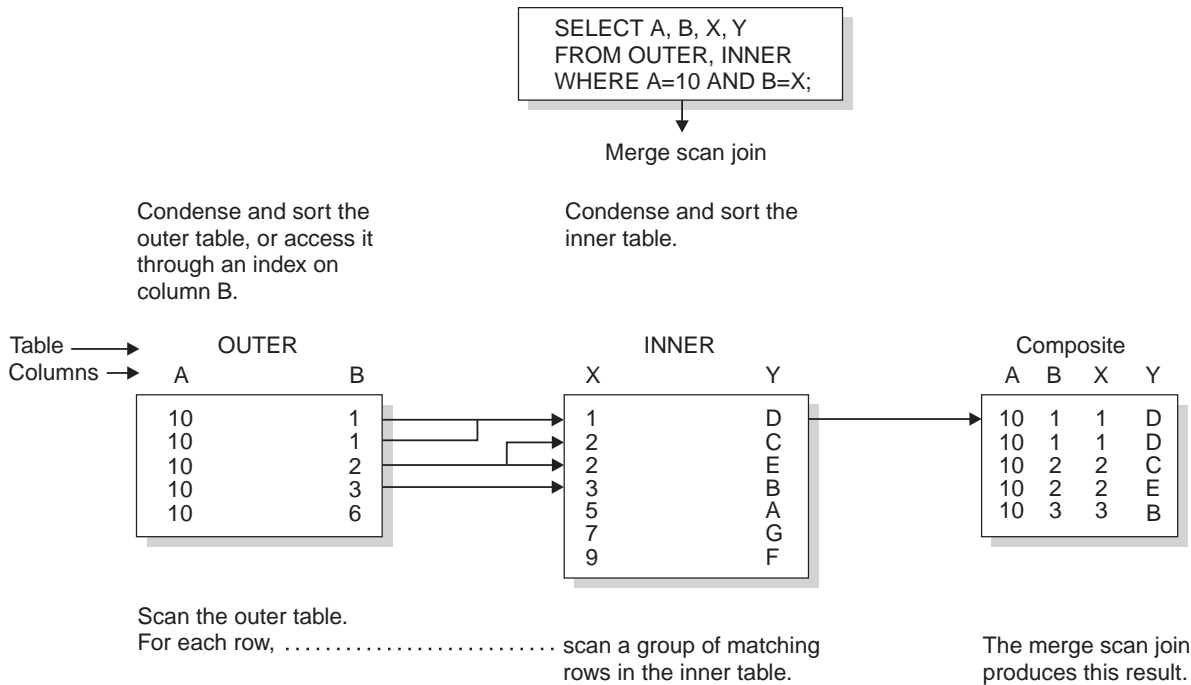 SELECT A, B, X, Y
FROM OUTER, INNER
WHERE A=10 AND B=X;
Merge scan join
Condense and sort the
outer table, or access it
through an index on
column B.
Condense and sort the
inner table.
Table OUTER INNER Composite
Columns A B X Y A B X Y
10 1 1 D 10 1 1 D
10 1 2 C 10 1 1 D
10 2 2 E 10 2 2 C
10 3 3 B 10 2 2 E
10 6 5 A 10 3 3 B
7 G
9 F
Scan the outer table.
For each row, ........................... scan a group of matching
rows in the inner table.
The merge scan join
produces this result.